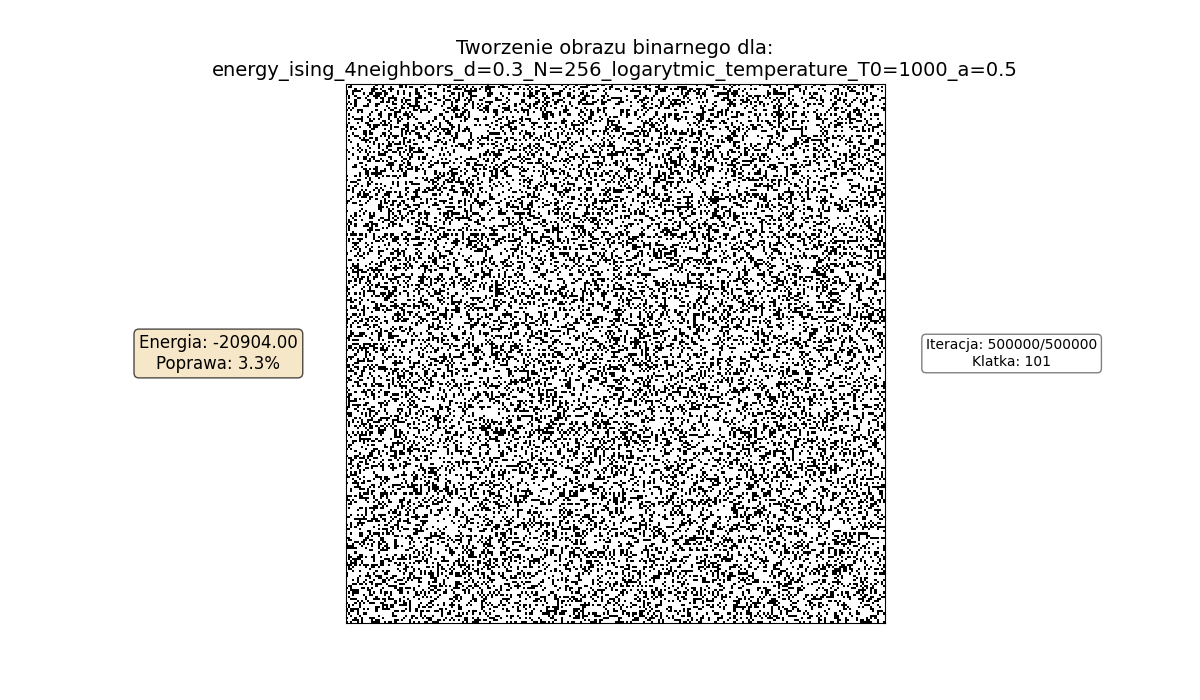 Tworzenie obrazu binarnego dla:
energy_ising_4neighbors_d=0.3_N=256_logarytmic_temperature_T0=1000_a=0.5
Energia: -20904.00
Poprawa: 3.3%
Iteracja: 500000/500000
Klatka: 101